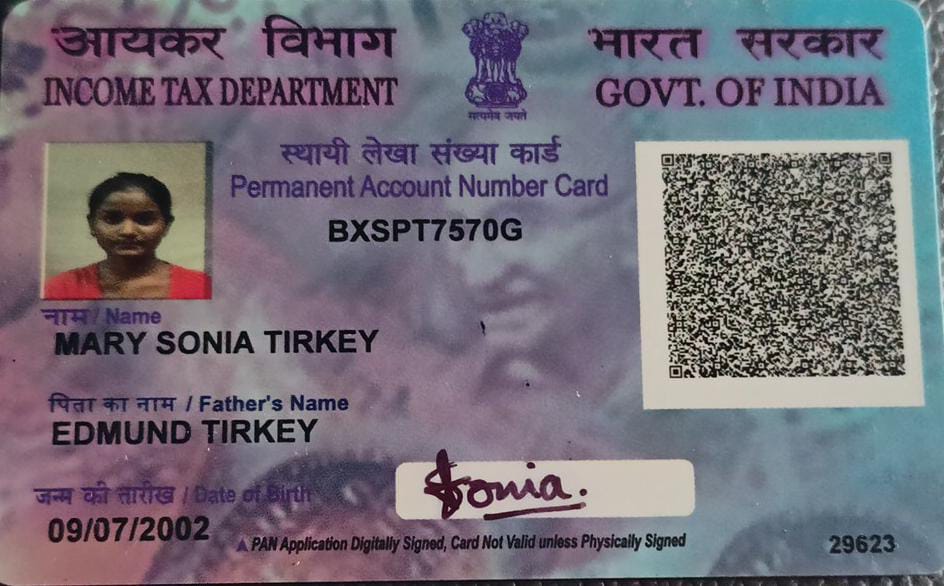 आयकर विभाग
INCOME TAX DEPARTMENT
सत्यमेव जयते
भारत सरकार
GOVT. OF INDIA
स्थायी लेखा संख्या कार्ड
Permanent Account Number Card
BXSPT7570G
नाम / Name
MARY SONIA TIRKEY
पिता का नाम / Father's Name
EDMUND TIRKEY
जन्म की तारीख / Date of Birth
09/07/2002
Sonia.
PAN Application Digitally Signed, Card Not Valid unless Physically Signed
29623